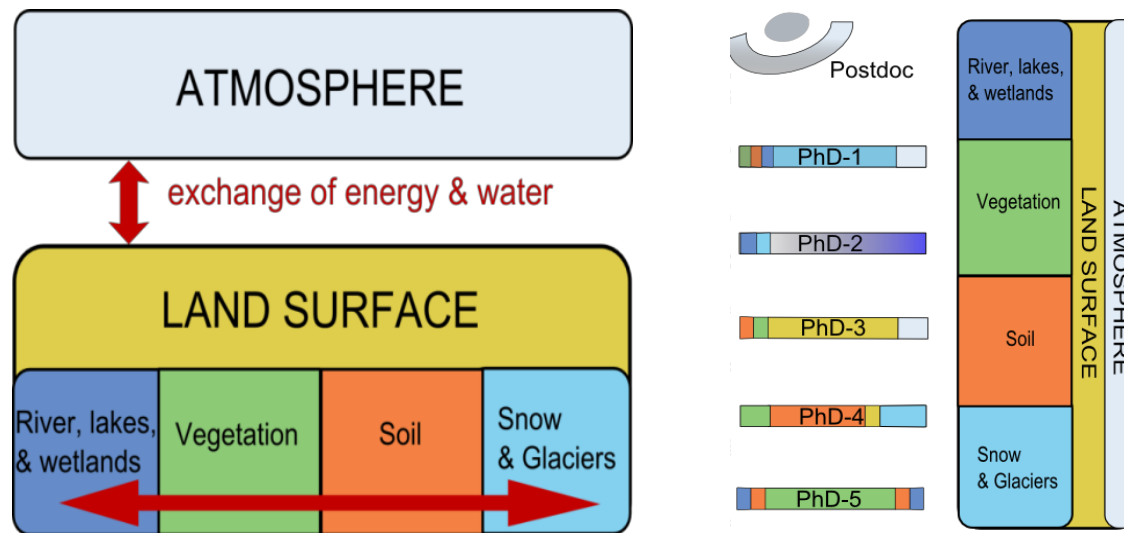 ATMOSPHERE
exchange of energy & water
LAND SURFACE
River, lakes,
& wetlands
Vegetation
Soil
Snow
& Glaciers
Postdoc
PhD-1
PhD-2
PhD-3
PhD-4
PhD-5
River, lakes,
& wetlands
Vegetation
Soil
Snow
& Glaciers
LAND SURFACE
ATMOSPHERE